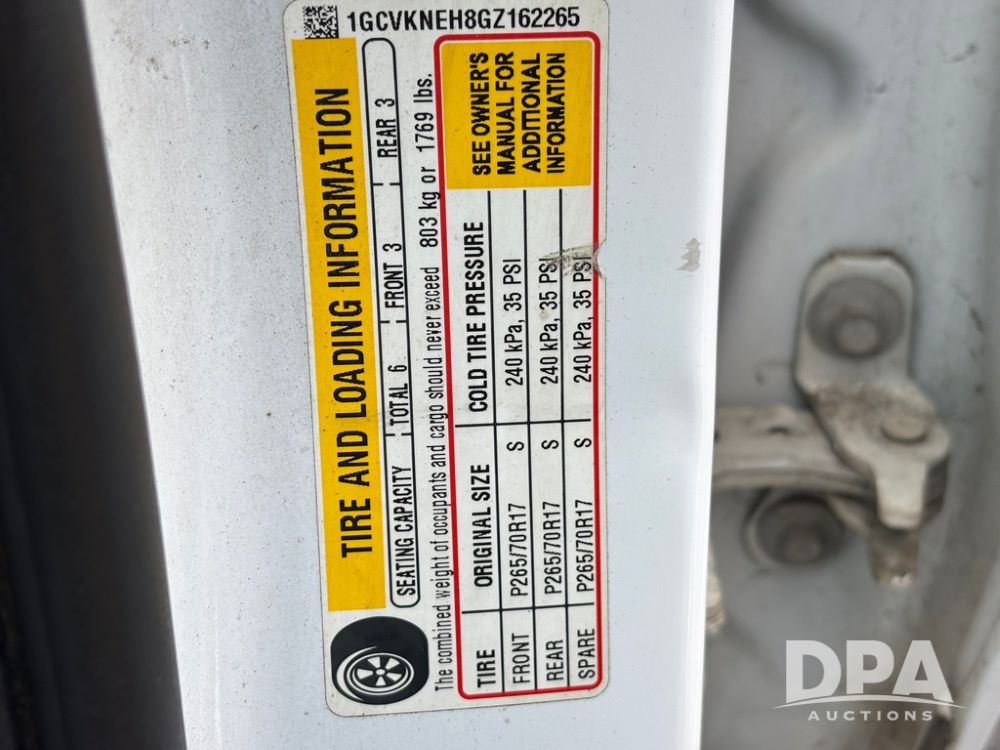 1GCVKNEH8GZ162265
TIRE AND LOADING INFORMATION
SEATING CAPACITY TOTAL 6 FRONT 3 REAR 3
The combined weight of occupants and cargo should never exceed 803 kg or 1769 lbs.
TIRE ORIGINAL SIZE COLD TIRE PRESSURE
FRONT P265/70R17 S 240 kPa, 35 PSI
REAR P265/70R17 S 240 kPa, 35 PSI
SPARE P265/70R17 S 240 kPa, 35 PSI
SEE OWNER'S
MANUAL FOR
ADDITIONAL
INFORMATION
DPA
AUCTIONS